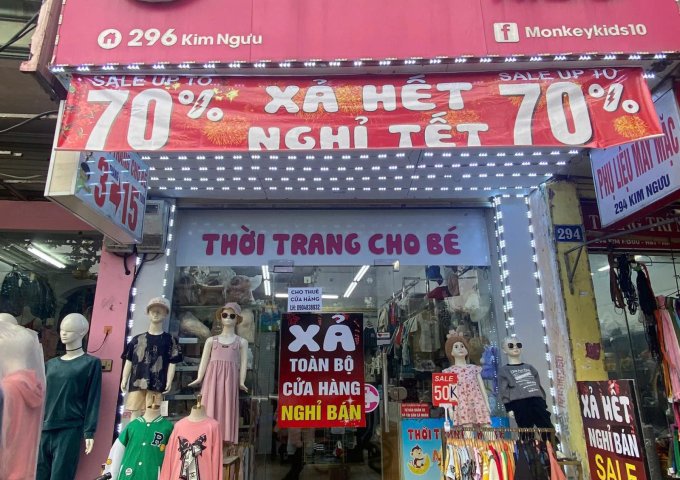 296 Kim Ngưu
Monkeykids10
SALE UP TO
70%
XẢ HẾT
NGHỈ TẾT
SALE UP TO
70%
PHỤ LIỆU MAY MẶC
294 KIM NGƯU
294
THỜI TRANG CHO BÉ
CHO THUÊ
CỬA HÀNG
XẢ
TOÀN BỘ
CỬA HÀNG
NGHỈ BÁN
SALE
50K
THỜI
XẢ HẾT
NGHỈ BÁN
SALE